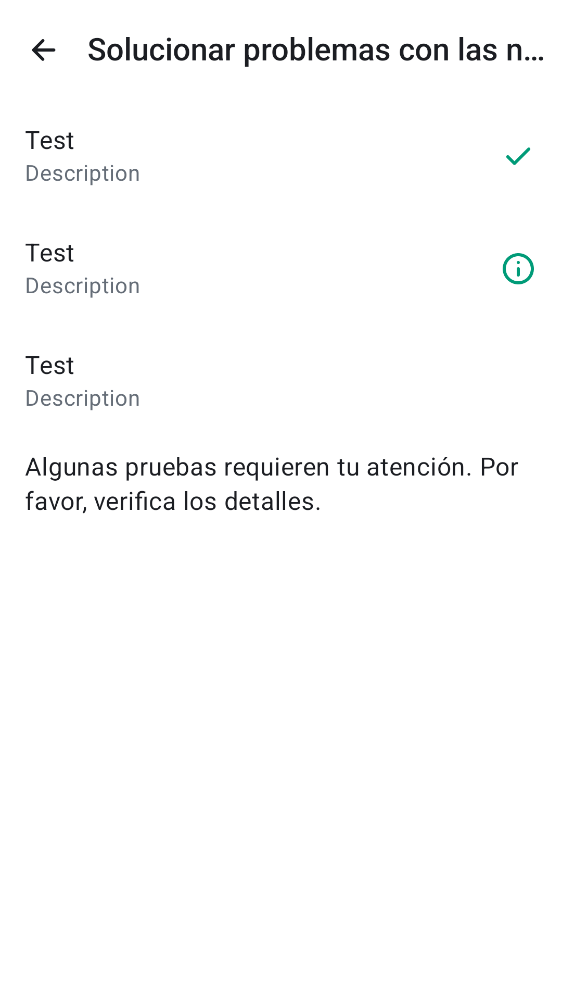 Solucionar problemas con las n...
Test
Description
Test
Description
Test
Description
Algunas pruebas requieren tu atención. Por
favor, verifica los detalles.